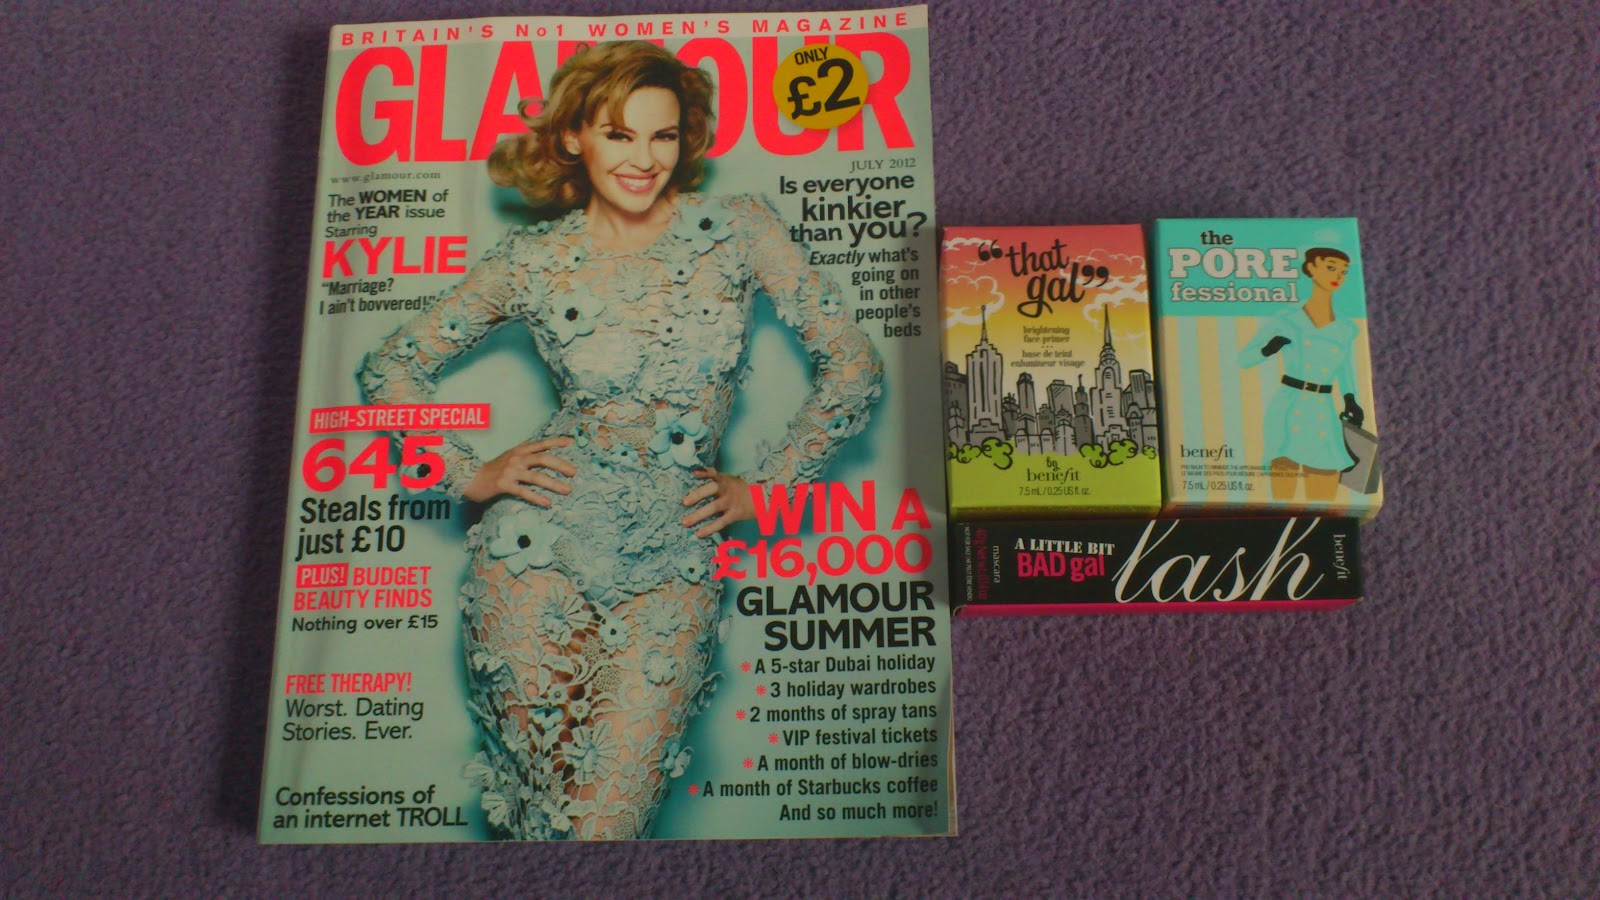 BRITAIN'S No1 WOMEN'S MAGAZINE
GLAMOUR
ONLY
£2
JULY 2012
www.glamour.com
The WOMEN of
the YEAR issue
Starring
KYLIE
"Marriage?
I ain't bovvered!"
Is everyone
kinkier
than you?
Exactly what's
going on
in other
people's
beds
HIGH-STREET SPECIAL
645
Steals from
just £10
PLUS! BUDGET
BEAUTY FINDS
Nothing over £15
FREE THERAPY!
Worst. Dating
Stories. Ever.
Confessions of
an internet TROLL
WIN A
£16,000
GLAMOUR
SUMMER
* A 5-star Dubai holiday
* 3 holiday wardrobes
* 2 months of spray tans
* VIP festival tickets
* A month of blow-dries
* A month of Starbucks coffee
And so much more!
"that
gal"
brightening
face primer
base de teint
enlumineur visage
by
benefit
7.5 mL / 0.25 US fl. oz.
the
PORE
fessional
benefit
7.5 mL / 0.25 US fl. oz.
mascara
A LITTLE BIT
BADgal
lash
benefit